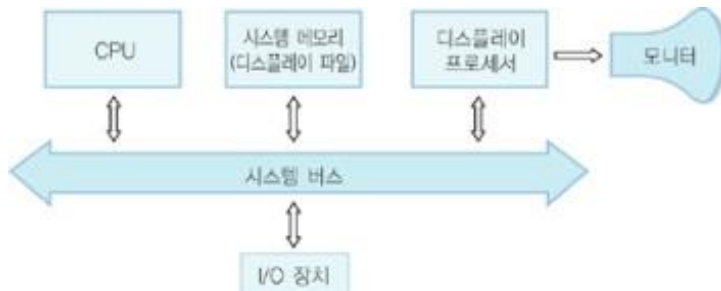 CPU
시스템 메모리
(디스플레이 파일)
디스플레이
프로세서
모니터
시스템 버스
I/O 장치